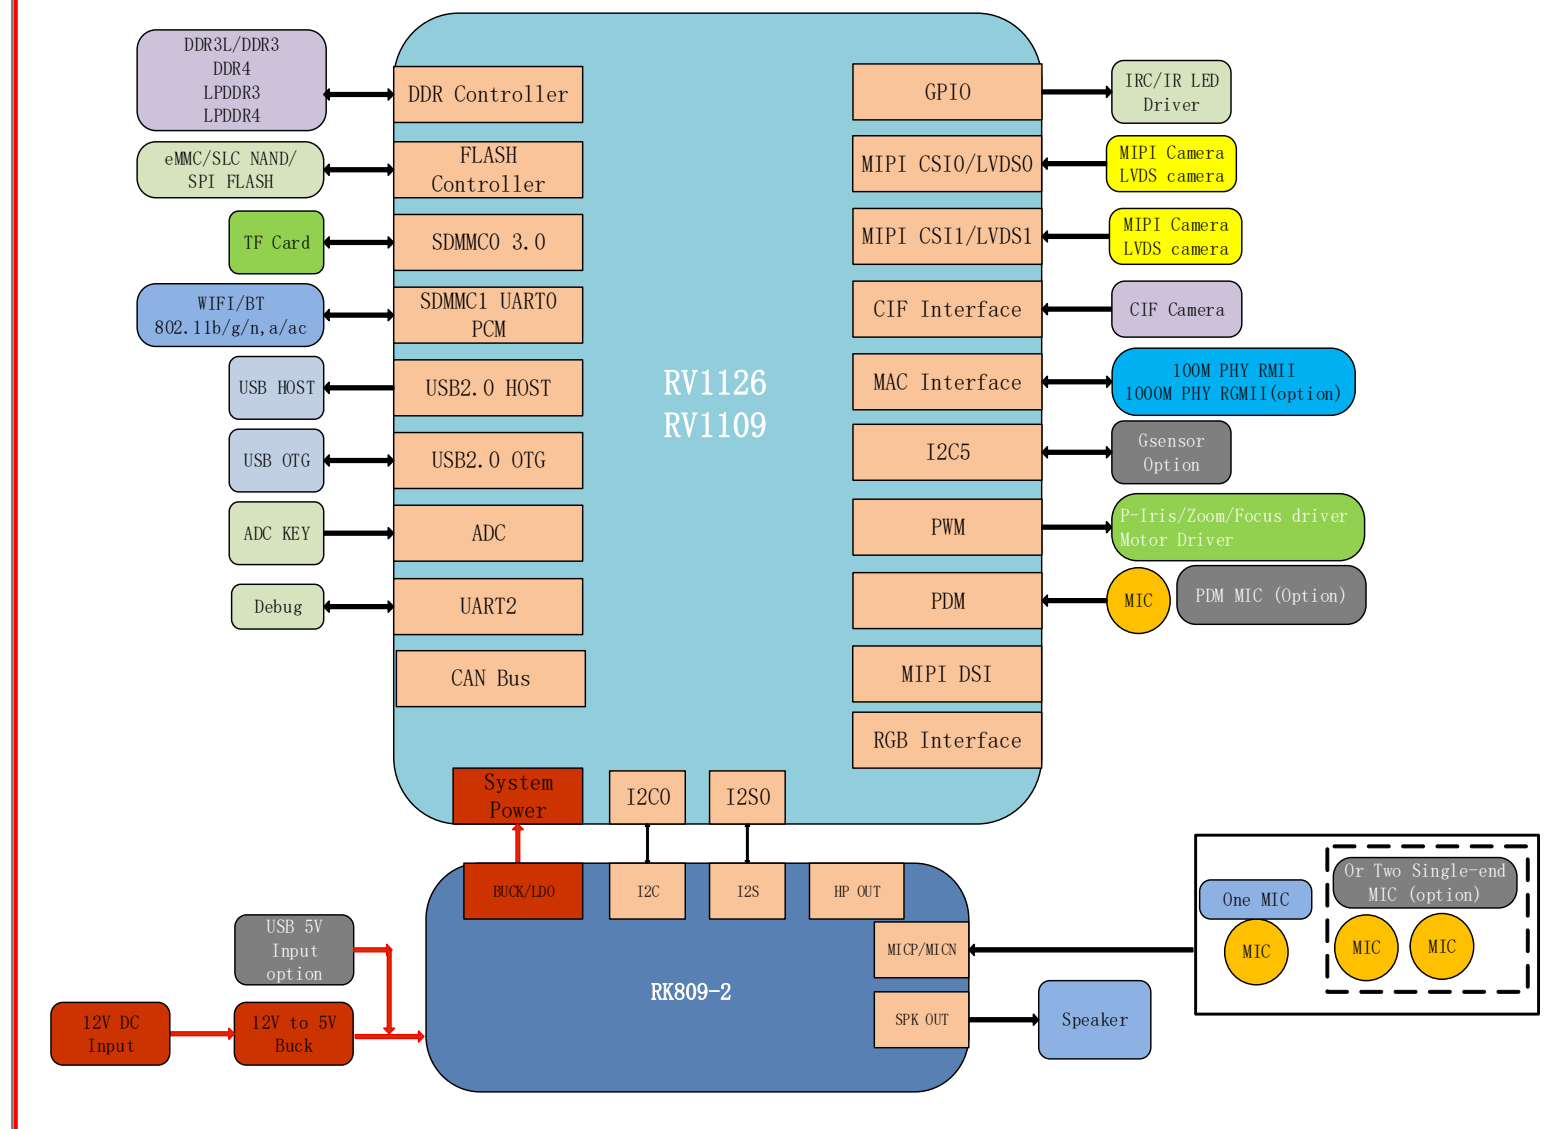 DDR3L/DDR3
DDR4
LPDDR3
LPDDR4
DDR Controller
eMMC/SLC NAND/
SPI FLASH
FLASH
Controller
TF Card
SDMMC0 3.0
WIFI/BT
802.11b/g/n,a/ac
SDMMC1 UART0
PCM
USB HOST
USB2.0 HOST
USB OTG
USB2.0 OTG
ADC KEY
ADC
Debug
UART2
CAN Bus
RV1126
RV1109
GPIO
IRC/IR LED
Driver
MIPI CSI0/LVDS0
MIPI Camera
LVDS camera
MIPI CSI1/LVDS1
MIPI Camera
LVDS camera
CIF Interface
CIF Camera
MAC Interface
100M PHY RMII
1000M PHY RGMII(option)
I2C5
Gsensor
Option
PWM
P-Iris/Zoom/Focus driver
Motor Driver
PDM
MIC
PDM MIC (Option)
MIPI DSI
RGB Interface
System
Power
I2C0
I2S0
BUCK/LDO
I2C
I2S
HP OUT
MICP/MICN
SPK OUT
RK809-2
USB 5V
Input
option
12V DC
Input
12V to 5V
Buck
Speaker
One MIC
MIC
Or Two Single-end
MIC (option)
MIC
MIC